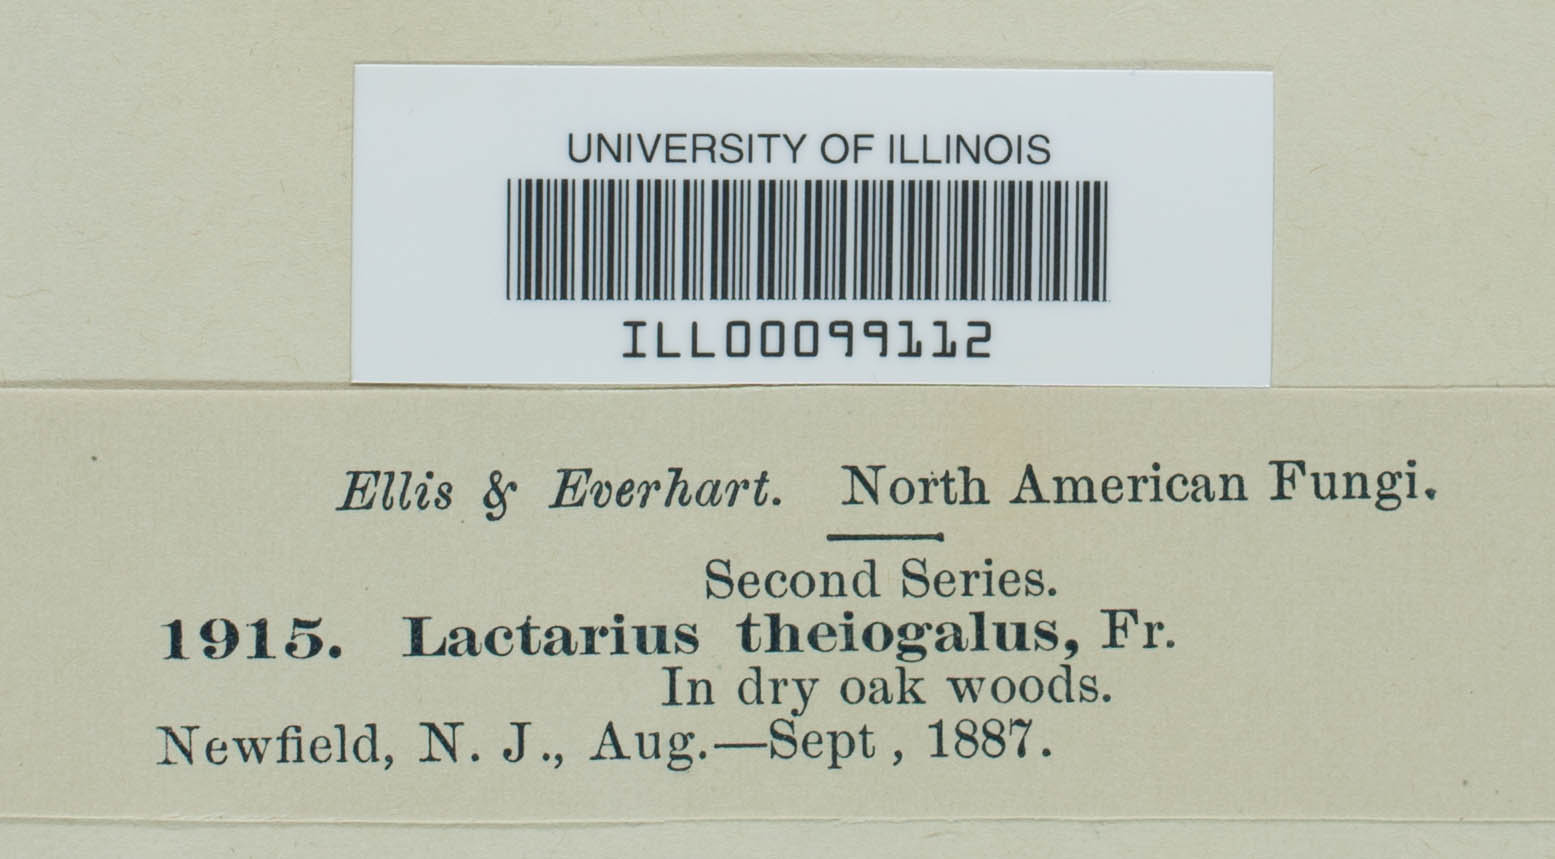 UNIVERSITY OF ILLINOIS
ILL00099112
Ellis & Everhart. North American Fungi.
Second Series.
1915. Lactarius theiogalus, Fr.
In dry oak woods.
Newfield, N. J., Aug.—Sept , 1887.